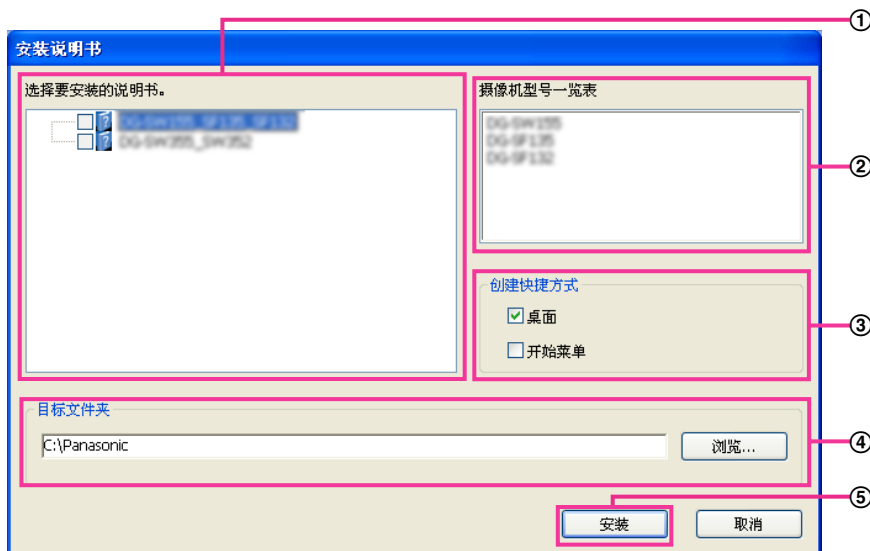 ①
安装说明书
选择要安装的说明书。
DG-SW155_SF135_SF132
DG-SW355_SW352
摄像机型号一览表
DG-SW155
DG-SF135
DG-SF132
②
创建快捷方式
桌面
开始菜单
③
目标文件夹
C:\Panasonic
浏览...
④
⑤
安装
取消